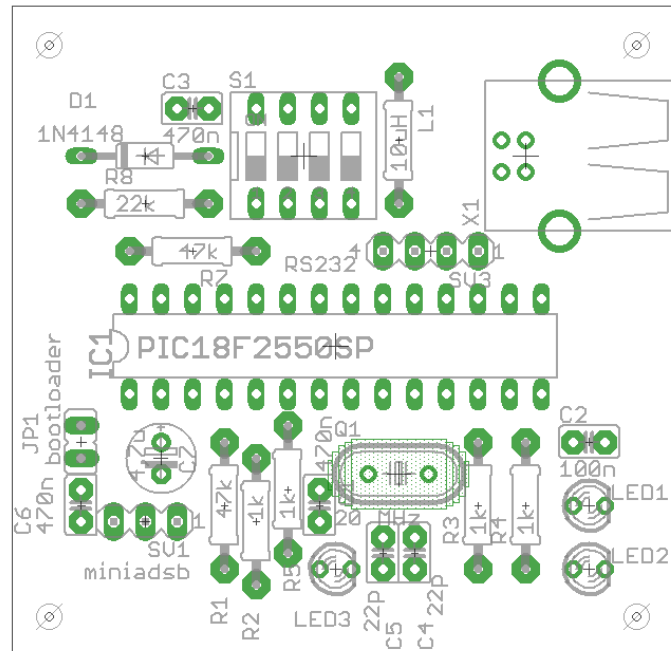 C3
S1
D1
1N4148
470n
10uH
L1
R8
22k
X1
47k
R7
RS232
4
1
SV3
IC1
PIC18F2550SP
JP1
bootloader
470n
Q1
C2
100n
C6
470n
47k
1k
1k
20 MHz
R3
1k
R4
1k
LED1
1
SV1
miniadsb
R5
LED2
R1
R2
LED3
22P
C5
C4
22P